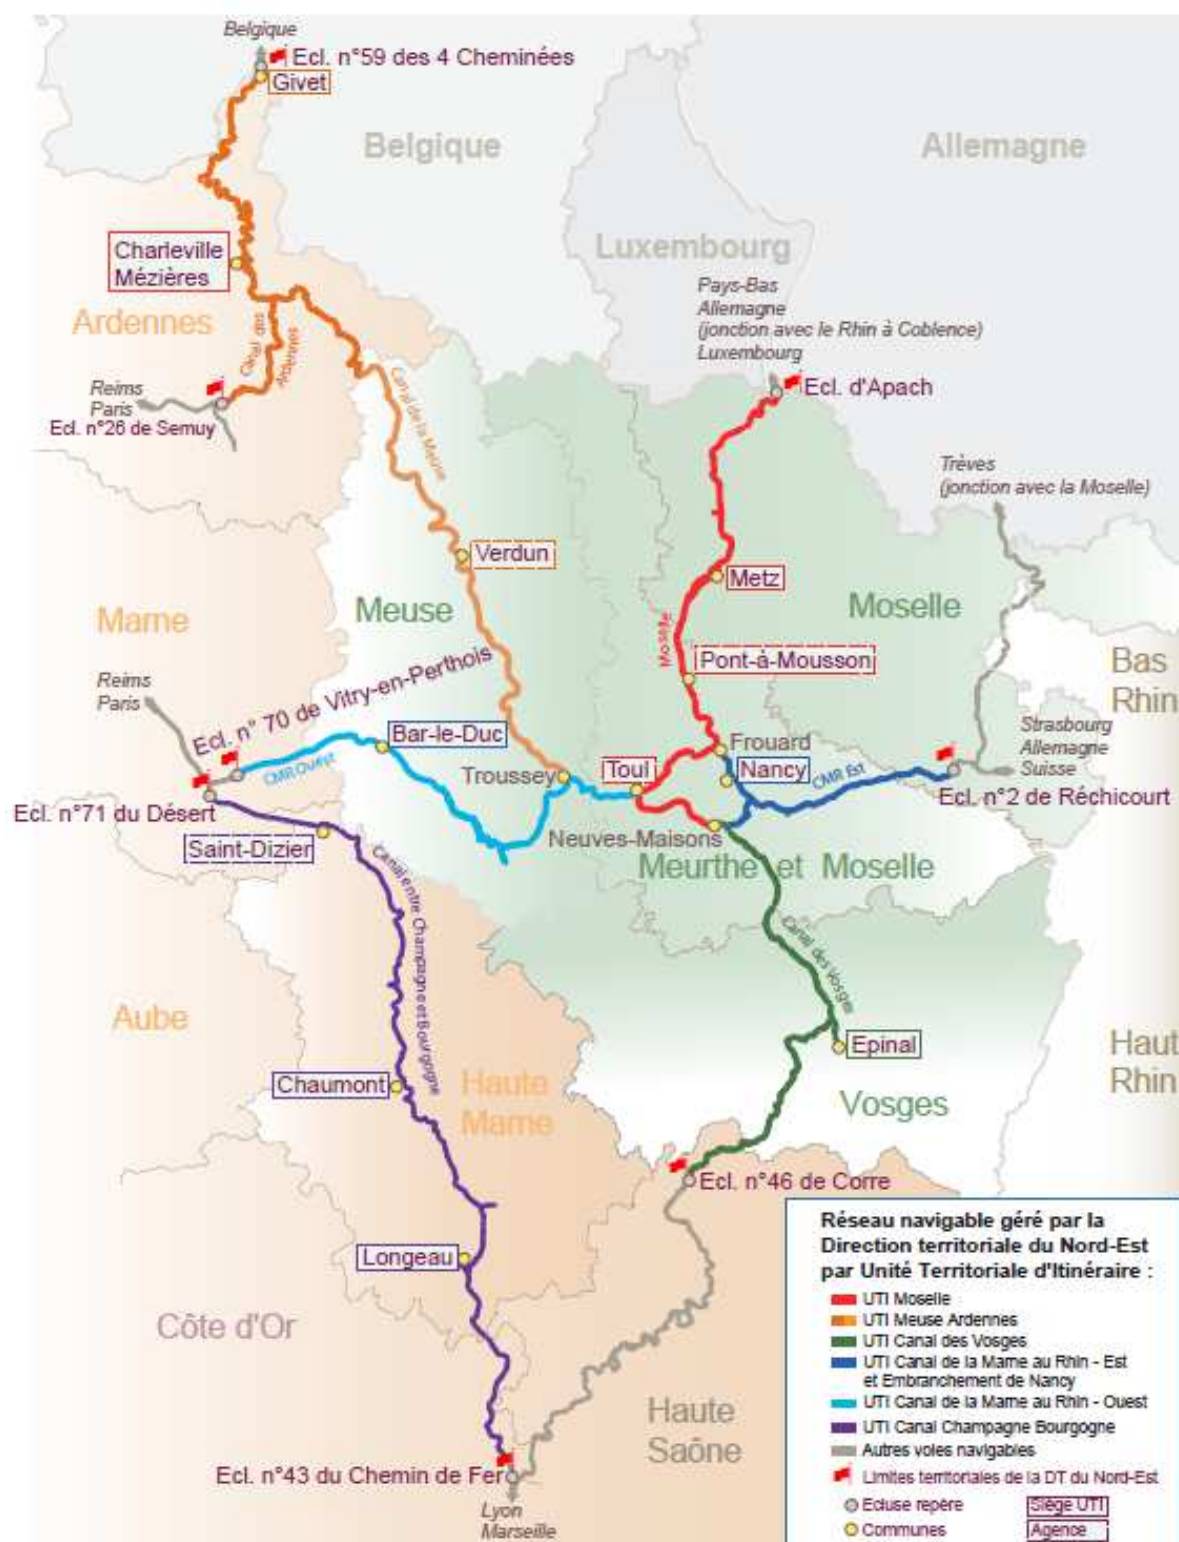 Belgique
Ecl. n°59 des 4 Cheminées
Givet
Belgique
Allemagne
Luxembourg
Charleville
Mézières
Pays-Bas
Allemagne
(jonction avec le Rhin à Coblence)
Luxembourg
Ardennes
Canal des
Ardennes
Reims
Paris
Ecl. n°26 de Semuy
Canal de la Meuse
Ecl. d'Apach
Trèves
(jonction avec la Moselle)
Verdun
Metz
Meuse
Moselle
Marne
Moselle
Pont-à-Mousson
Bas
Rhin
Reims
Paris
Ecl. n° 70 de Vitry-en-Perthois
Bar-le-Duc
Frouard
Strasbourg
Allemagne
Suisse
CMR Ouest
Troussey
Toul
Nancy
CMR Est
Ecl. n°2 de Réchicourt
Ecl. n°71 du Désert
Saint-Dizier
Neuves-Maisons
Meurthe et Moselle
Canal entre Champagne et Bourgogne
Canal des Vosges
Aube
Epinal
Haut
Rhin
Chaumont
Haute
Marne
Vosges
Ecl. n°46 de Corre
Longeau
Côte d'Or
Haute
Saône
Ecl. n°43 du Chemin de Fer
Lyon
Marseille
Réseau navigable géré par la
Direction territoriale du Nord-Est
par Unité Territoriale d'Itinéraire :
UTI Moselle
UTI Meuse Ardennes
UTI Canal des Vosges
UTI Canal de la Marne au Rhin - Est
et Embranchement de Nancy
UTI Canal de la Marne au Rhin - Ouest
UTI Canal Champagne Bourgogne
Autres voies navigables
Limites territoriales de la DT du Nord-Est
Ecluse repère
Siège UTI
Communes
Agence